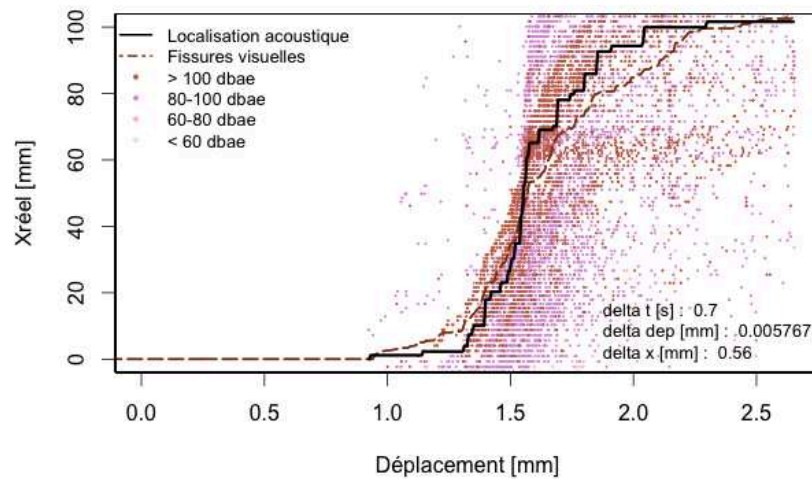 100
80
60
40
20
0
Xréel [mm]
Localisation acoustique
Fissures visuelles
> 100 dbae
80-100 dbae
60-80 dbae
< 60 dbae
delta t [s] : 0.7
delta dep [mm] : 0.005767
delta x [mm] : 0.56
0.0 0.5 1.0 1.5 2.0 2.5
Déplacement [mm]